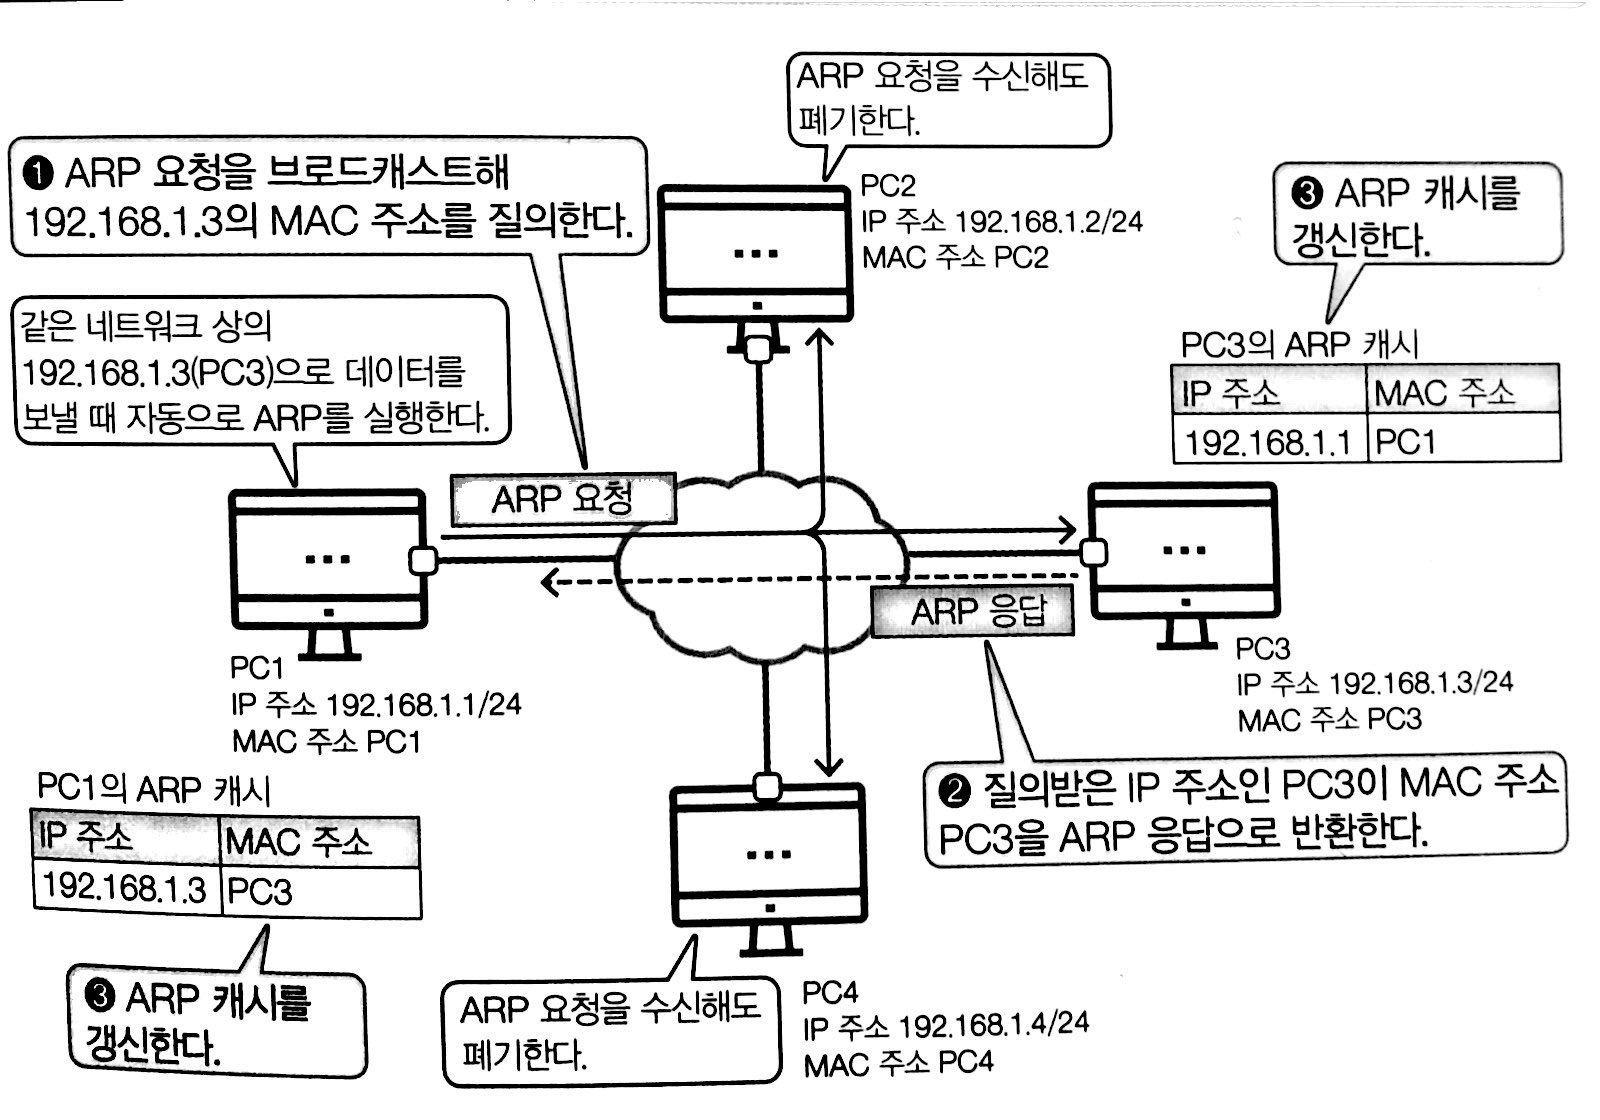 ARP 요청을 수신해도
폐기한다.
❶ ARP 요청을 브로드캐스트해
192.168.1.3의 MAC 주소를 질의한다.
PC2
IP 주소 192.168.1.2/24
MAC 주소 PC2
❸ ARP 캐시를
갱신한다.
같은 네트워크 상의
192.168.1.3(PC3)으로 데이터를
보낼 때 자동으로 ARP를 실행한다.
PC3의 ARP 캐시
IP 주소 MAC 주소
192.168.1.1 PC1
ARP 요청
ARP 응답
PC1
IP 주소 192.168.1.1/24
MAC 주소 PC1
PC3
IP 주소 192.168.1.3/24
MAC 주소 PC3
PC1의 ARP 캐시
IP 주소 MAC 주소
192.168.1.3 PC3
❷ 질의받은 IP 주소인 PC3이 MAC 주소
PC3을 ARP 응답으로 반환한다.
❸ ARP 캐시를
갱신한다.
ARP 요청을 수신해도
폐기한다.
PC4
IP 주소 192.168.1.4/24
MAC 주소 PC4